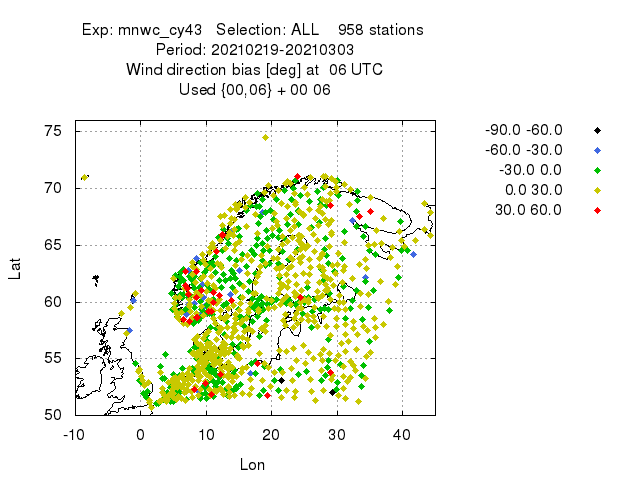 Exp: mnwc_cy43   Selection: ALL    958 stations
Period: 20210219-20210303
Wind direction bias [deg] at  06 UTC
Used {00,06} + 00 06
-90.0 -60.0
-60.0 -30.0
-30.0 0.0
0.0 30.0
30.0 60.0
75
70
65
60
55
50
Lat
-10 0 10 20 30 40
Lon